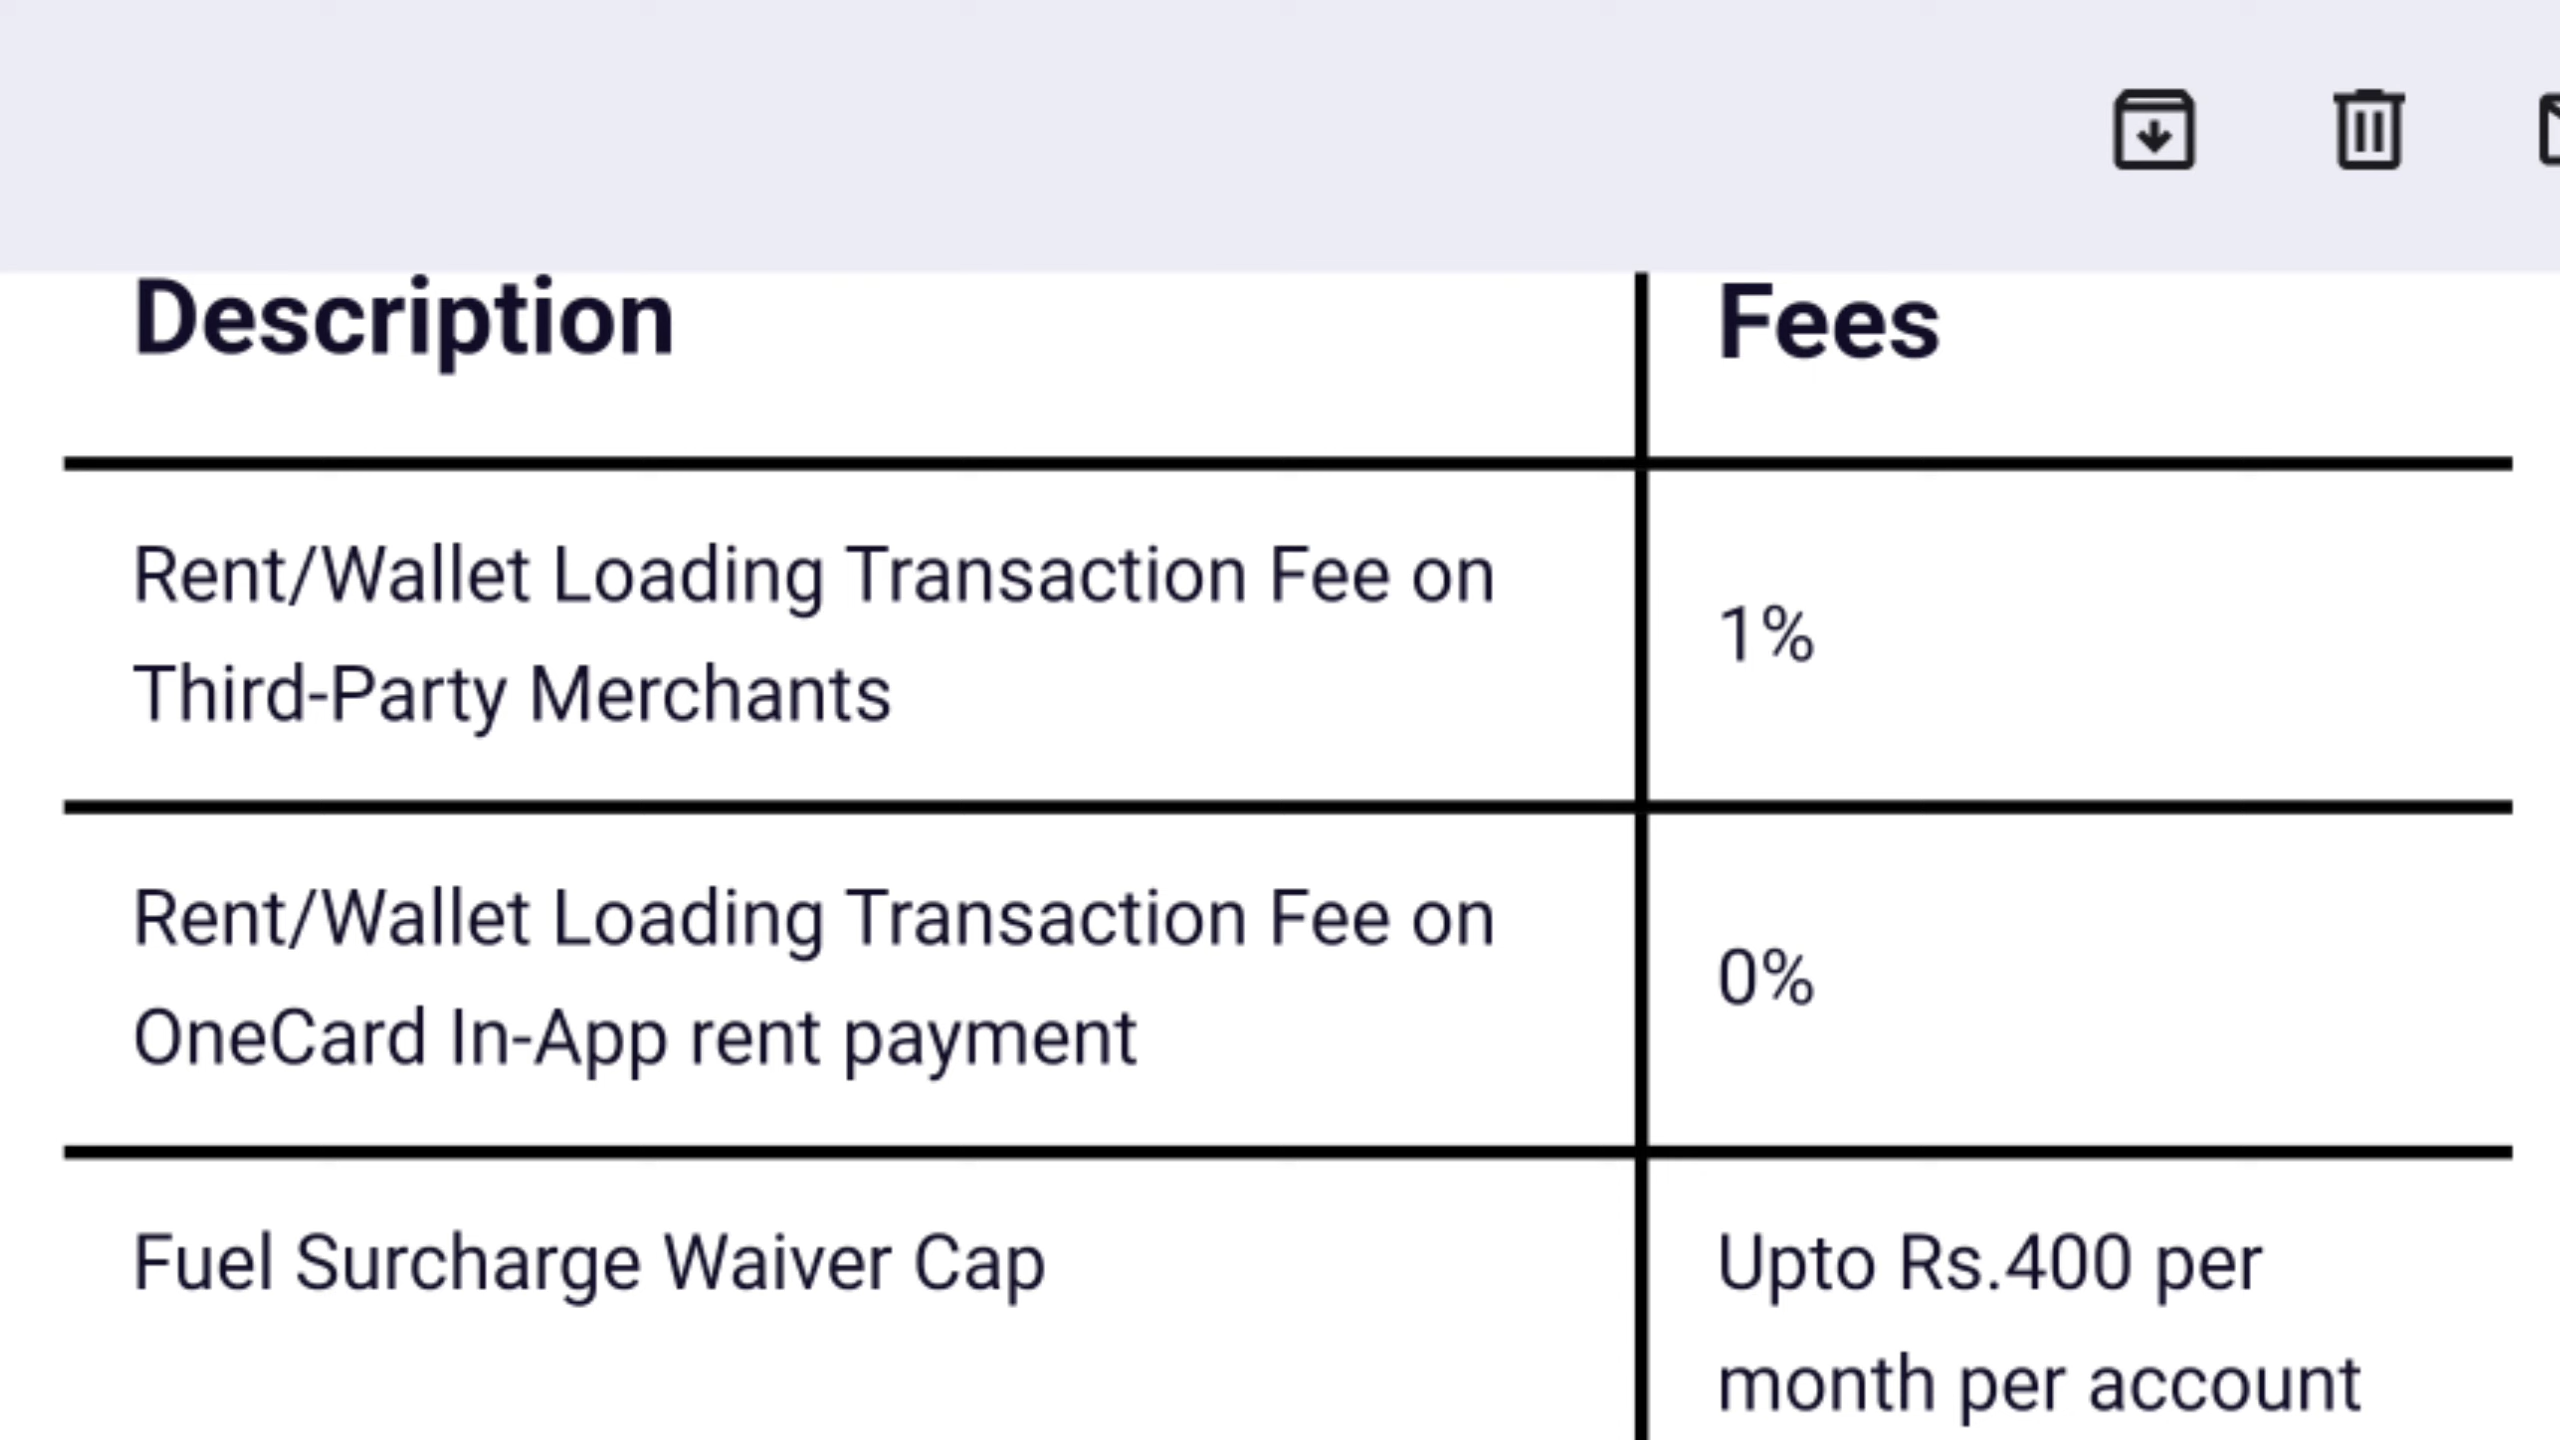 Description
Fees
Rent/Wallet Loading Transaction Fee on
Third-Party Merchants
1%
Rent/Wallet Loading Transaction Fee on
OneCard In-App rent payment
0%
Fuel Surcharge Waiver Cap
Upto Rs.400 per
month per account